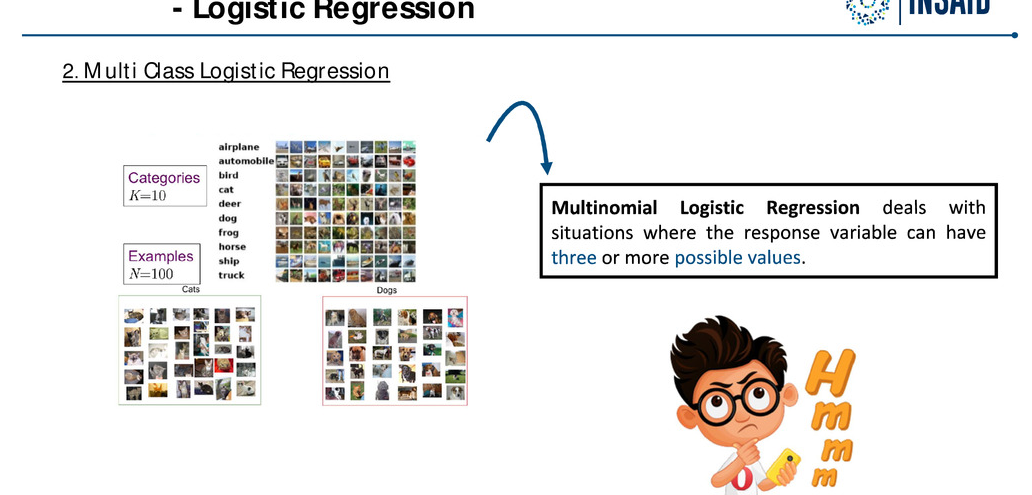 - Logistic Regression
INSAID
2. Multi Class Logistic Regression
Categories
K=10
Examples
N=100
airplane
automobile
bird
cat
deer
dog
frog
horse
ship
truck
Cats
Dogs
Multinomial Logistic Regression deals with
situations where the response variable can have
three or more possible values.
H
m
m
m